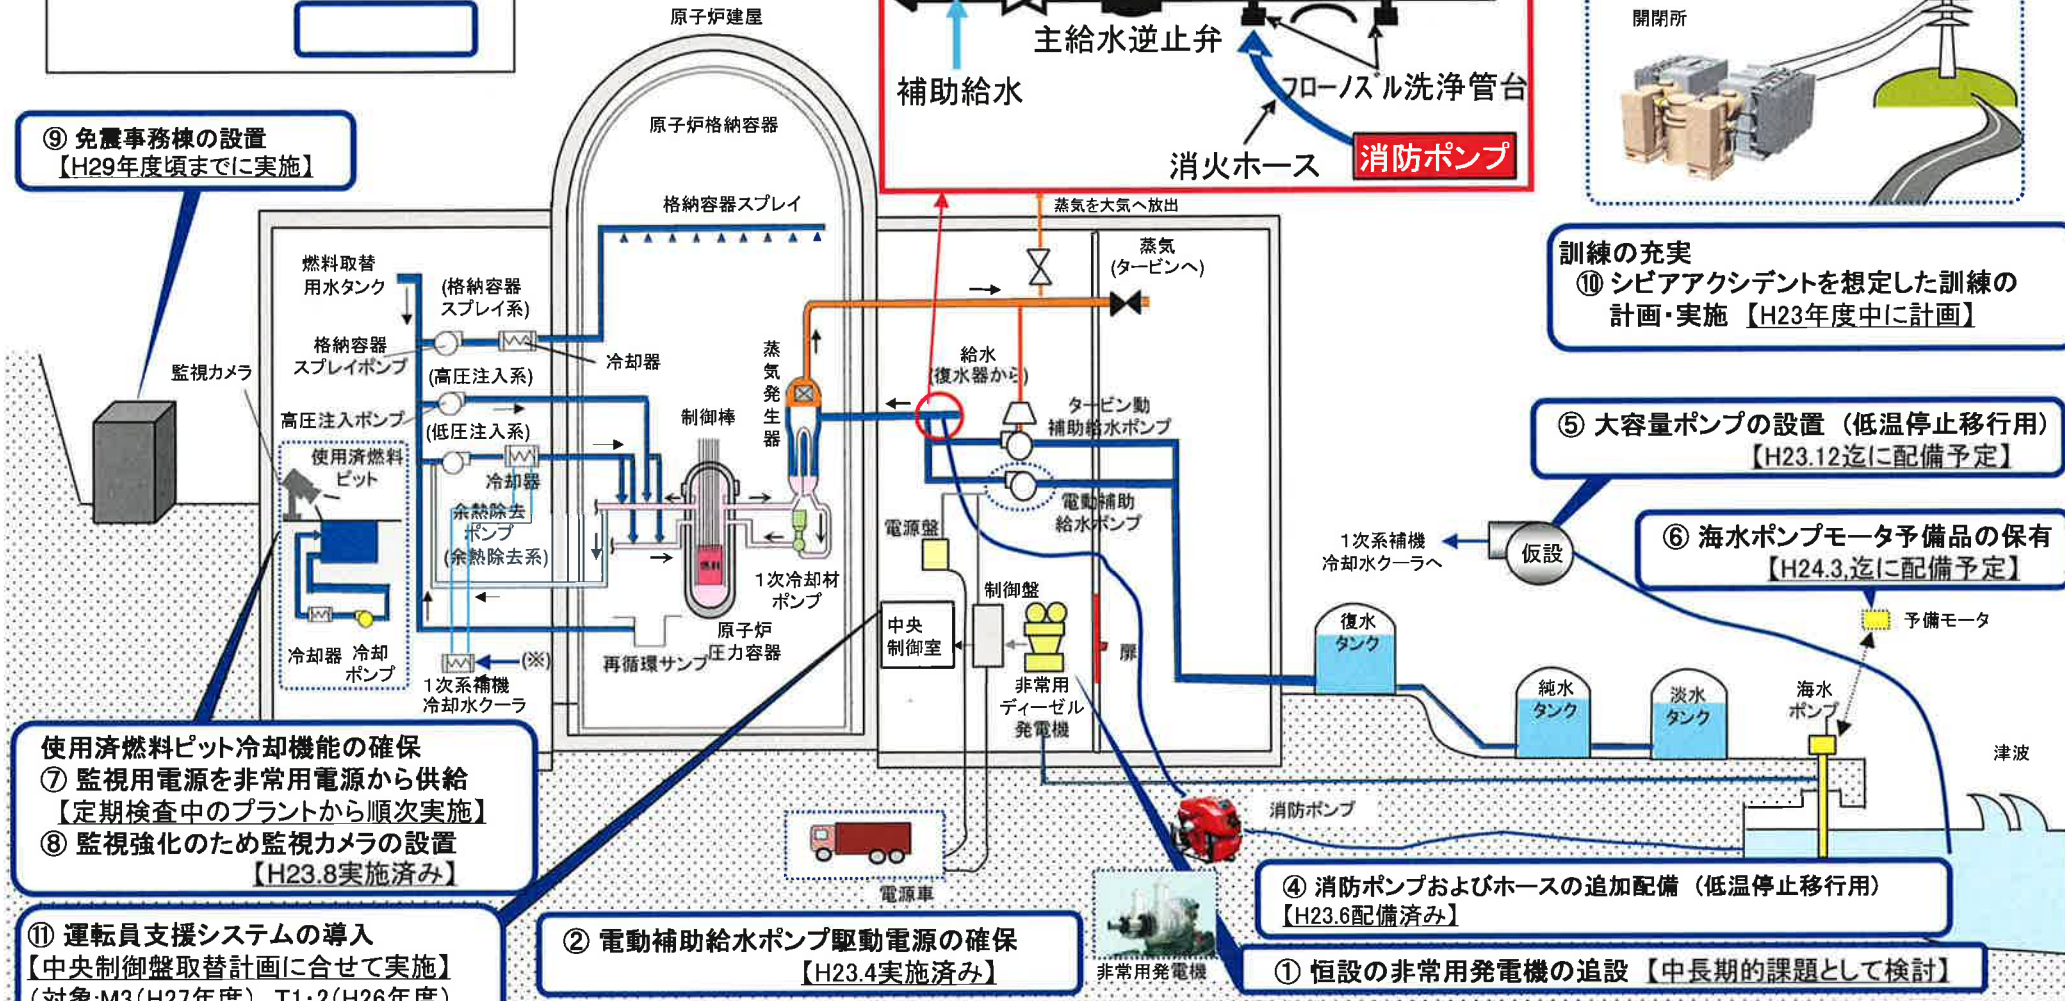 原子炉建屋
主給水逆止弁
補助給水
フローノズル洗浄管台
消火ホース
消防ポンプ
開閉所
⑨ 免震事務棟の設置
【H29年度頃までに実施】
原子炉格納容器
格納容器スプレイ
蒸気を大気へ放出
蒸気
(タービンへ)
訓練の充実
⑩ シビアアクシデントを想定した訓練の
計画・実施 【H23年度中に計画】
燃料取替
用水タンク
(格納容器
スプレイ系)
格納容器
スプレイポンプ
冷却器
監視カメラ
(高圧注入系)
高圧注入ポンプ
(低圧注入系)
制御棒
蒸気発生器
給水
(復水器から)
タービン動
補助給水ポンプ
⑤ 大容量ポンプの設置 (低温停止移行用)
【H23.12迄に配備予定】
使用済燃料
ピット
冷却器
余熱除去
ポンプ
(余熱除去系)
電動補助
給水ポンプ
電源盤
1次系補機
冷却水クーラへ
仮設
⑥ 海水ポンプモータ予備品の保有
【H24.3,迄に配備予定】
燃料
1次冷却材
ポンプ
制御盤
中央
制御室
復水
タンク
予備モータ
原子炉
圧力容器
再循環サンプ
扉
冷却器
冷却
ポンプ
(※)
1次系補機
冷却水クーラ
非常用
ディーゼル
発電機
純水
タンク
淡水
タンク
海水
ポンプ
津波
使用済燃料ピット冷却機能の確保
⑦ 監視用電源を非常用電源から供給
【定期検査中のプラントから順次実施】
⑧ 監視強化のため監視カメラの設置
【H23.8実施済み】
消防ポンプ
電源車
④ 消防ポンプおよびホースの追加配備 (低温停止移行用)
【H23.6配備済み】
⑪ 運転員支援システムの導入
【中央制御盤取替計画に合せて実施】
(対象:M3(H27年度)、T1・2(H26年度)
② 電動補助給水ポンプ駆動電源の確保
【H23.4実施済み】
非常用発電機
① 恒設の非常用発電機の追設 【中長期的課題として検討】